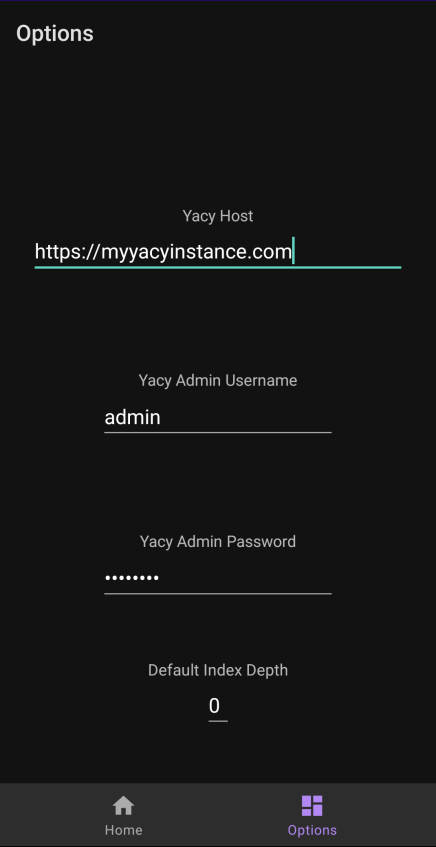 Options
Yacy Host
https://myyacyinstance.com
Yacy Admin Username
admin
Yacy Admin Password
••••••••
Default Index Depth
0
Home
Options